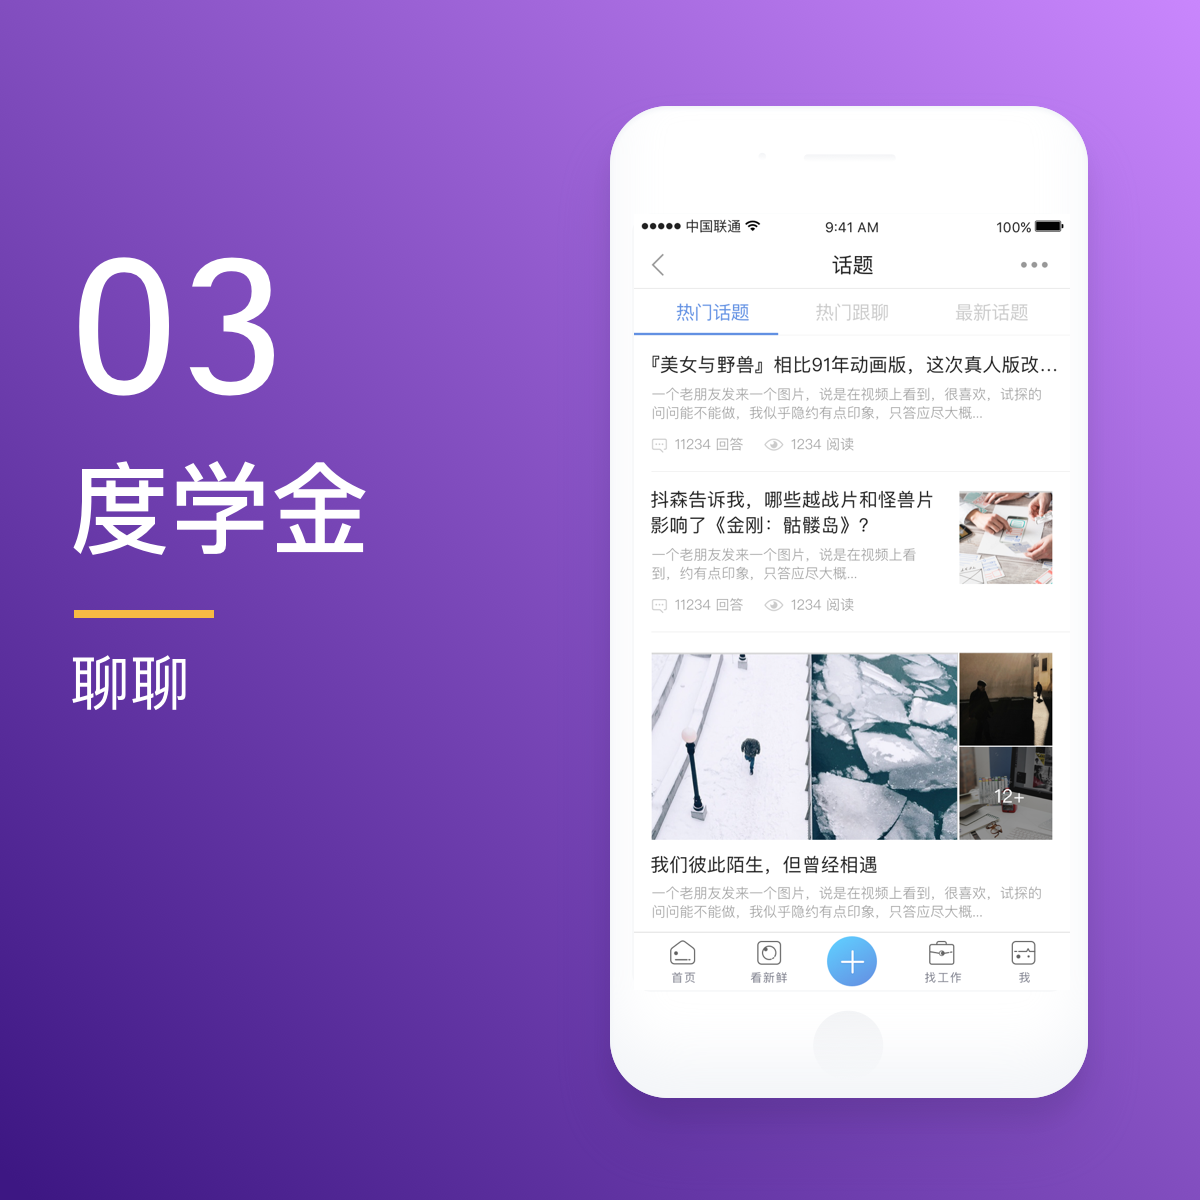 03
度学金
聊聊
中国联通
9:41 AM
100%
话题
热门话题
热门跟聊
最新话题
『美女与野兽』相比91年动画版，这次真人版改...
一个老朋友发来一个图片，说是在视频上看到，很喜欢，试探的
问问能不能做，我似乎隐约有点印象，只答应尽大概...
11234 回答
1234 阅读
抖森告诉我，哪些越战片和怪兽片
影响了《金刚：骷髅岛》？
一个老朋友发来一个图片，说是在视频上看
到，约有点印象，只答应尽大概...
11234 回答
1234 阅读
12+
我们彼此陌生，但曾经相遇
一个老朋友发来一个图片，说是在视频上看到，很喜欢，试探的
问问能不能做，我似乎隐约有点印象，只答应尽大概...
首页
看新鲜
找工作
我